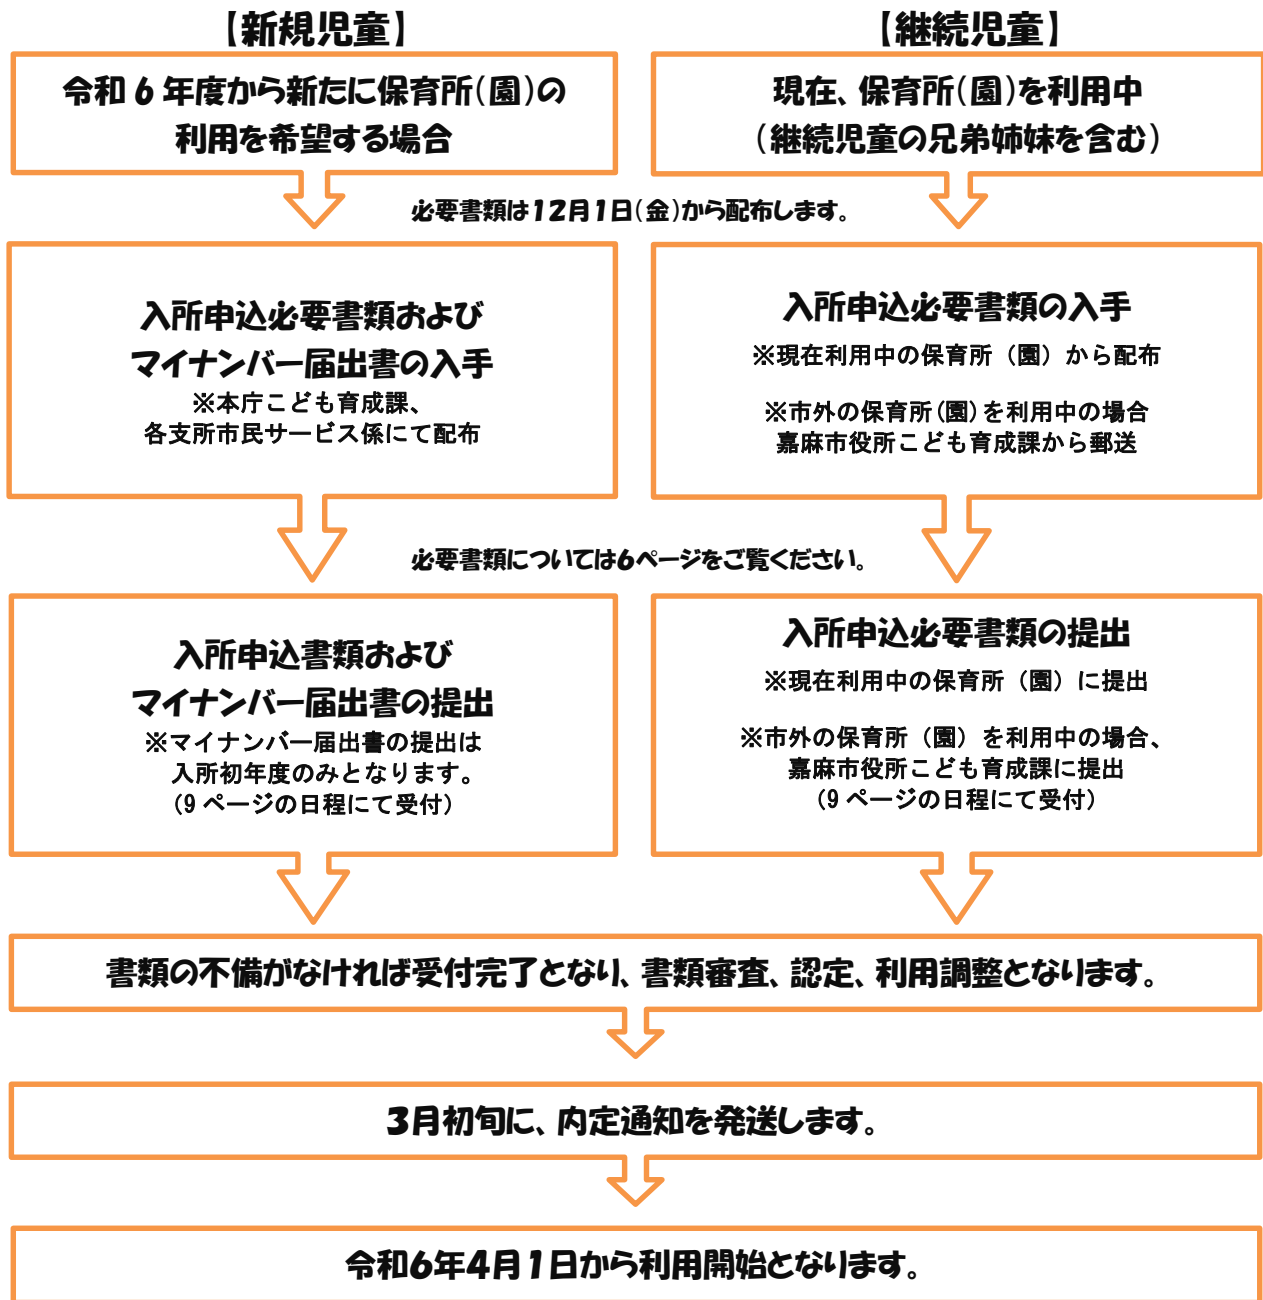 【新規児童】
令和6年度から新たに保育所(園)の
利用を希望する場合
【継続児童】
現在、保育所(園)を利用中
(継続児童の兄弟姉妹を含む)
必要書類は12月1日(金)から配布します。
入所申込必要書類および
マイナンバー届出書の入手
※本庁こども育成課、
各支所市民サービス係にて配布
入所申込必要書類の入手
※現在利用中の保育所(園)から配布
※市外の保育所(園)を利用中の場合
嘉麻市役所こども育成課から郵送
必要書類については6ページをご覧ください。
入所申込書類および
マイナンバー届出書の提出
※マイナンバー届出書の提出は
入所初年度のみとなります。
(9ページの日程にて受付)
入所申込必要書類の提出
※現在利用中の保育所(園)に提出
※市外の保育所(園)を利用中の場合、
嘉麻市役所こども育成課に提出
(9ページの日程にて受付)
書類の不備がなければ受付完了となり、書類審査、認定、利用調整となります。
3月初旬に、内定通知を発送します。
令和6年4月1日から利用開始となります。